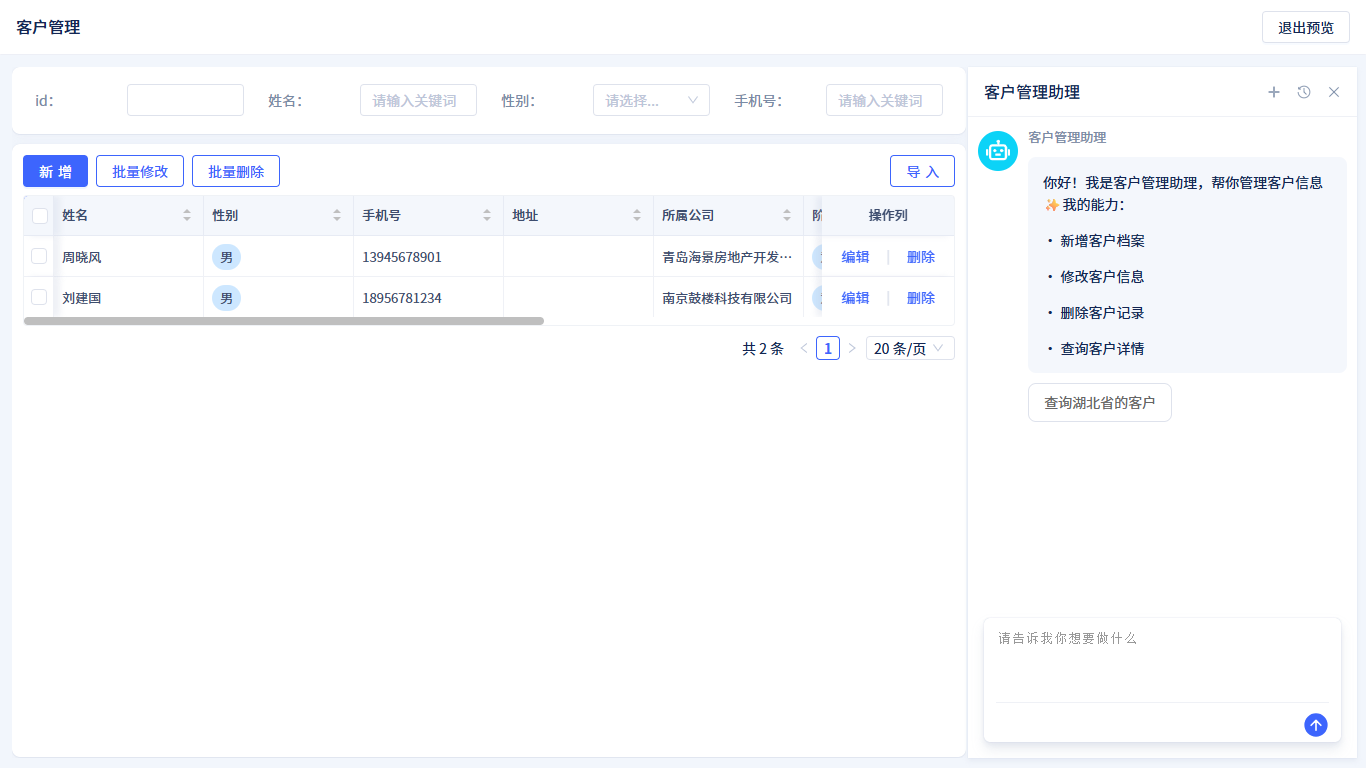 客户管理
退出预览
id：
姓名： 请输入关键词
性别： 请选择...
手机号： 请输入关键词
新 增 批量修改 批量删除 导 入
姓名 性别 手机号 地址 所属公司 阶 操作列
周晓风 男 13945678901 青岛海景房地产开发… 编辑 | 删除
刘建国 男 18956781234 南京鼓楼科技有限公司 编辑 | 删除
共 2 条 < 1 > 20 条/页
客户管理助理
客户管理助理
你好！我是客户管理助理，帮你管理客户信息
✨ 我的能力：
• 新增客户档案
• 修改客户信息
• 删除客户记录
• 查询客户详情
查询湖北省的客户
请告诉我你想要做什么